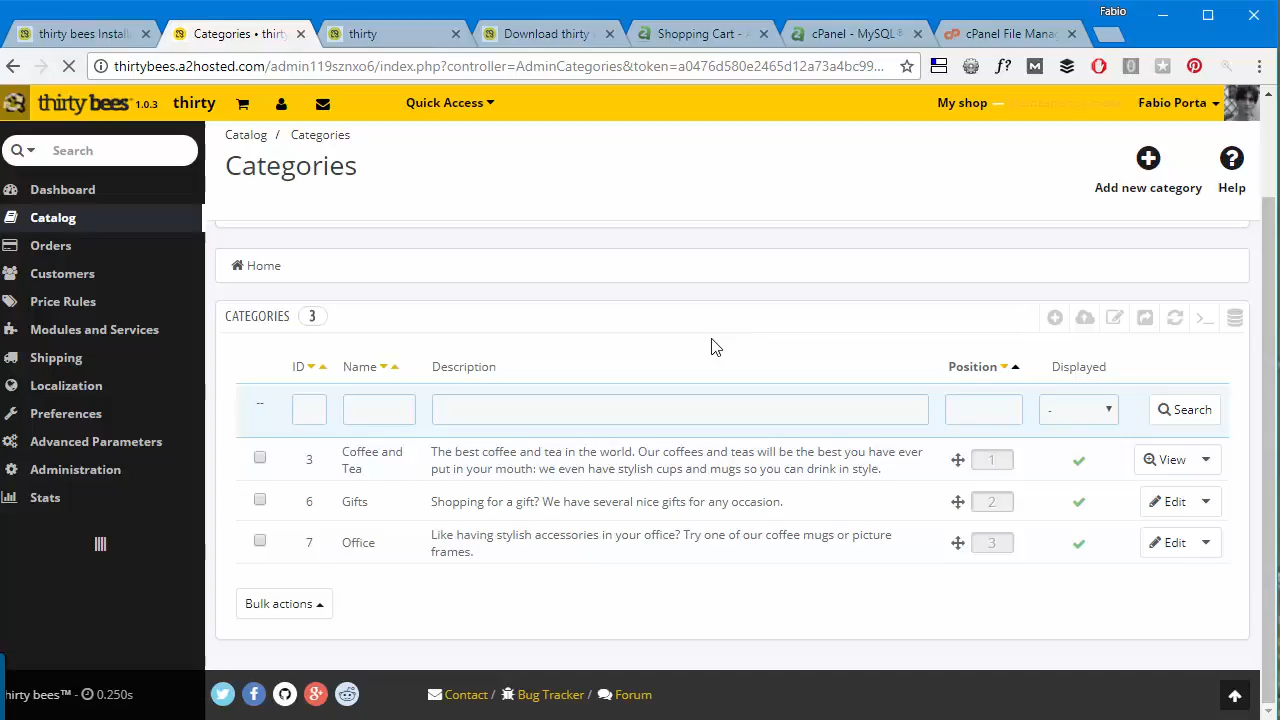 Fabio
thirty bees Install
Categories • thirty
thirty
Download thirty
Shopping Cart - A
cPanel - MySQL®
cPanel File Mana
thirtybees.a2hosted.com/admin119sznxo6/index.php?controller=AdminCategories&token=a0476d982e2465d12a73a4bc99...
thirty bees 1.0.3 thirty Quick Access My shop Fabio Porta
Search
Dashboard
Catalog
Orders
Customers
Price Rules
Modules and Services
Shipping
Localization
Preferences
Advanced Parameters
Administration
Stats
thirty bees™ - 0.250s
Catalog / Categories
Categories
Add new category
Help
Home
CATEGORIES 3
ID Name Description Position Displayed
-- - Search
3 Coffee and Tea The best coffee and tea in the world. Our coffees and teas will be the best you have ever
put in your mouth: we even have stylish cups and mugs so you can drink in style. 1 View
6 Gifts Shopping for a gift? We have several nice gifts for any occasion. 2 Edit
7 Office Like having stylish accessories in your office? Try one of our coffee mugs or picture
frames. 3 Edit
Bulk actions
Contact / Bug Tracker / Forum